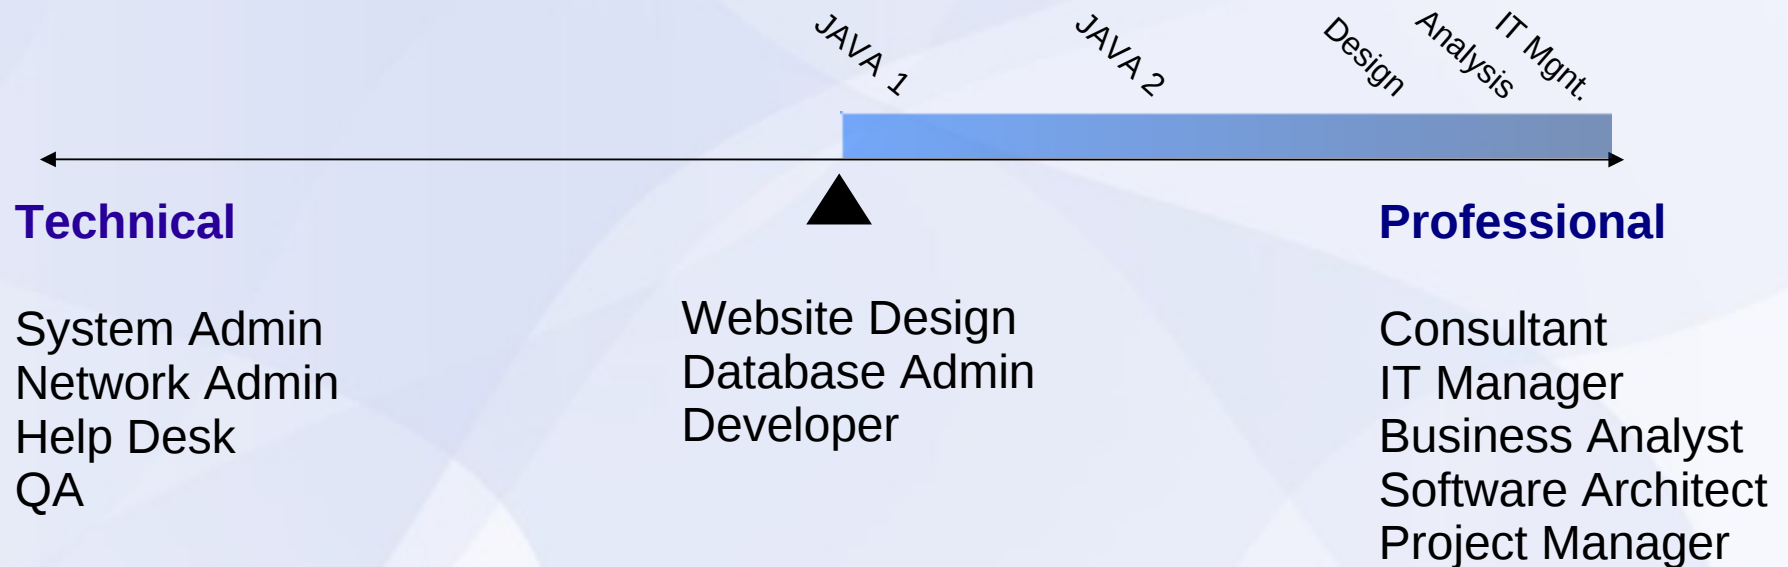 JAVA 1
JAVA 2
Design
Analysis
IT Mgnt.
Technical
System Admin
Network Admin
Help Desk
QA
Website Design
Database Admin
Developer
Professional
Consultant
IT Manager
Business Analyst
Software Architect
Project Manager